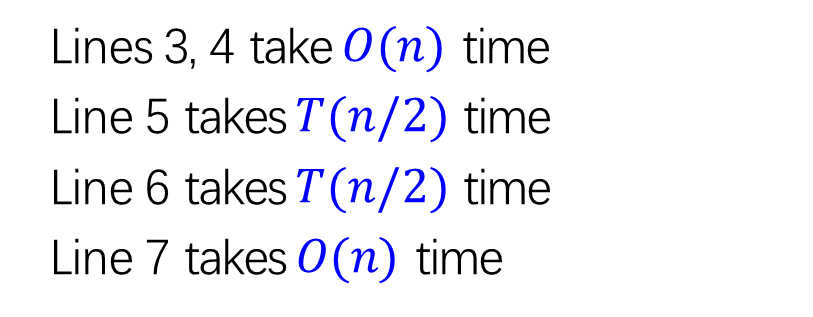 Lines 3, 4 take O(n) time
Line 5 takes T(n/2) time
Line 6 takes T(n/2) time
Line 7 takes O(n) time